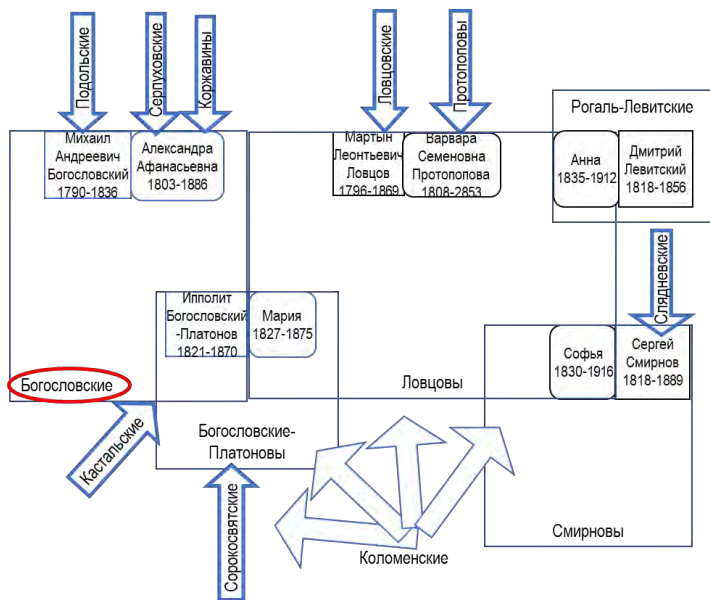 Подольские
Серпуховские
Коржавины
Ловцовские
Протопоповы
Рогаль-Левитские
Михаил
Андреевич
Богословский
1790-1836
Александра
Афанасьевна
1803-1886
Мартын
Леонтьевич
Ловцов
1796-1869
Варвара
Семеновна
Протопопова
1808-2853
Анна
1835-1912
Дмитрий
Левитский
1818-1856
Слядневские
Ипполит
Богословский
-Платонов
1821-1870
Мария
1827-1875
Софья
1830-1916
Сергей
Смирнов
1818-1889
Богословские
Ловцовы
Кастальские
Богословские-
Платоновы
Сорокосвятские
Коломенские
Смирновы